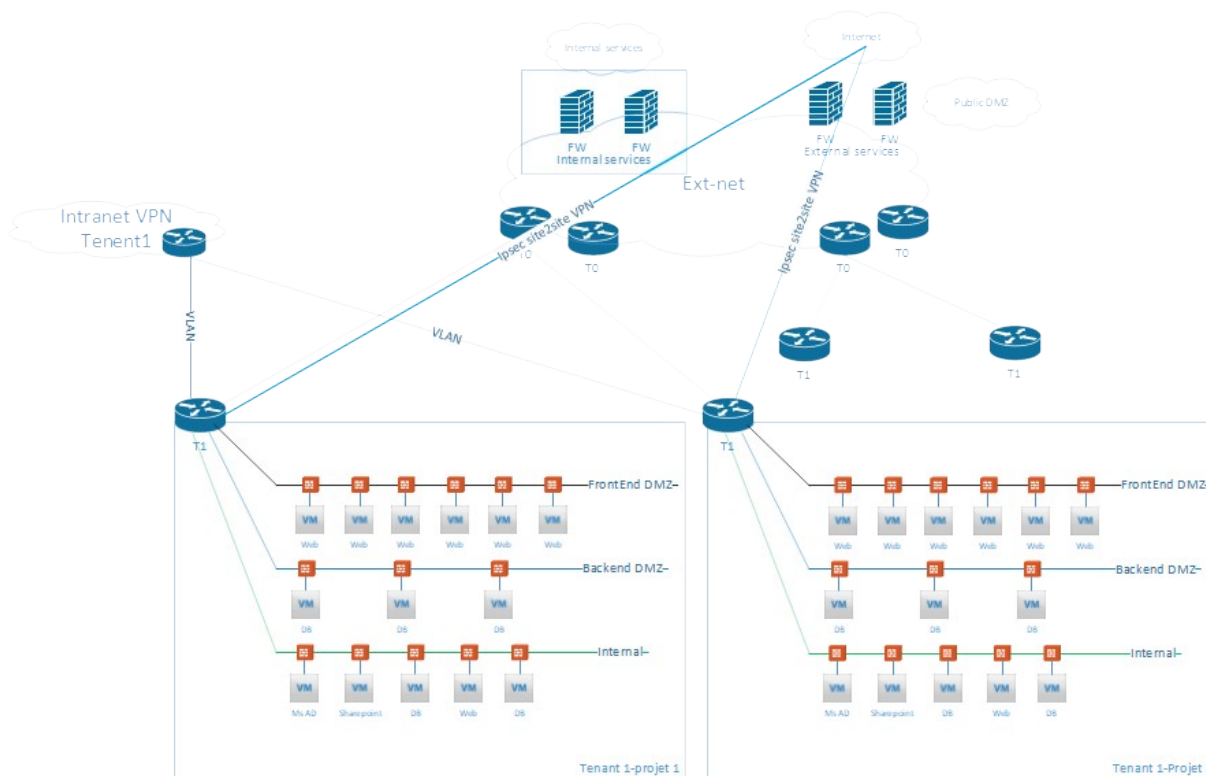 Internal services
Internet
Public DMZ
FW
FW
Internal services
FW
FW
External services
Ext-net
Intranet VPN
Tenent1
Ipsec site2site VPN
Ipsec site2site VPN
T0
T0
T0
T0
VLAN
VLAN
T1
T1
T1
T1
FrontEnd DMZ
VM
VM
VM
VM
VM
VM
Web
Web
Web
Web
Web
Web
Backend DMZ
VM
VM
VM
DB
DB
DB
Internal
VM
VM
VM
VM
VM
Ms AD
Sharepoint
DB
Web
DB
Tenant 1-projet 1
FrontEnd DMZ
VM
VM
VM
VM
VM
VM
Web
Web
Web
Web
Web
Web
Backend DMZ
VM
VM
VM
DB
DB
DB
Internal
VM
VM
VM
VM
VM
Ms AD
Sharepoint
DB
Web
DB
Tenant 1-Projet